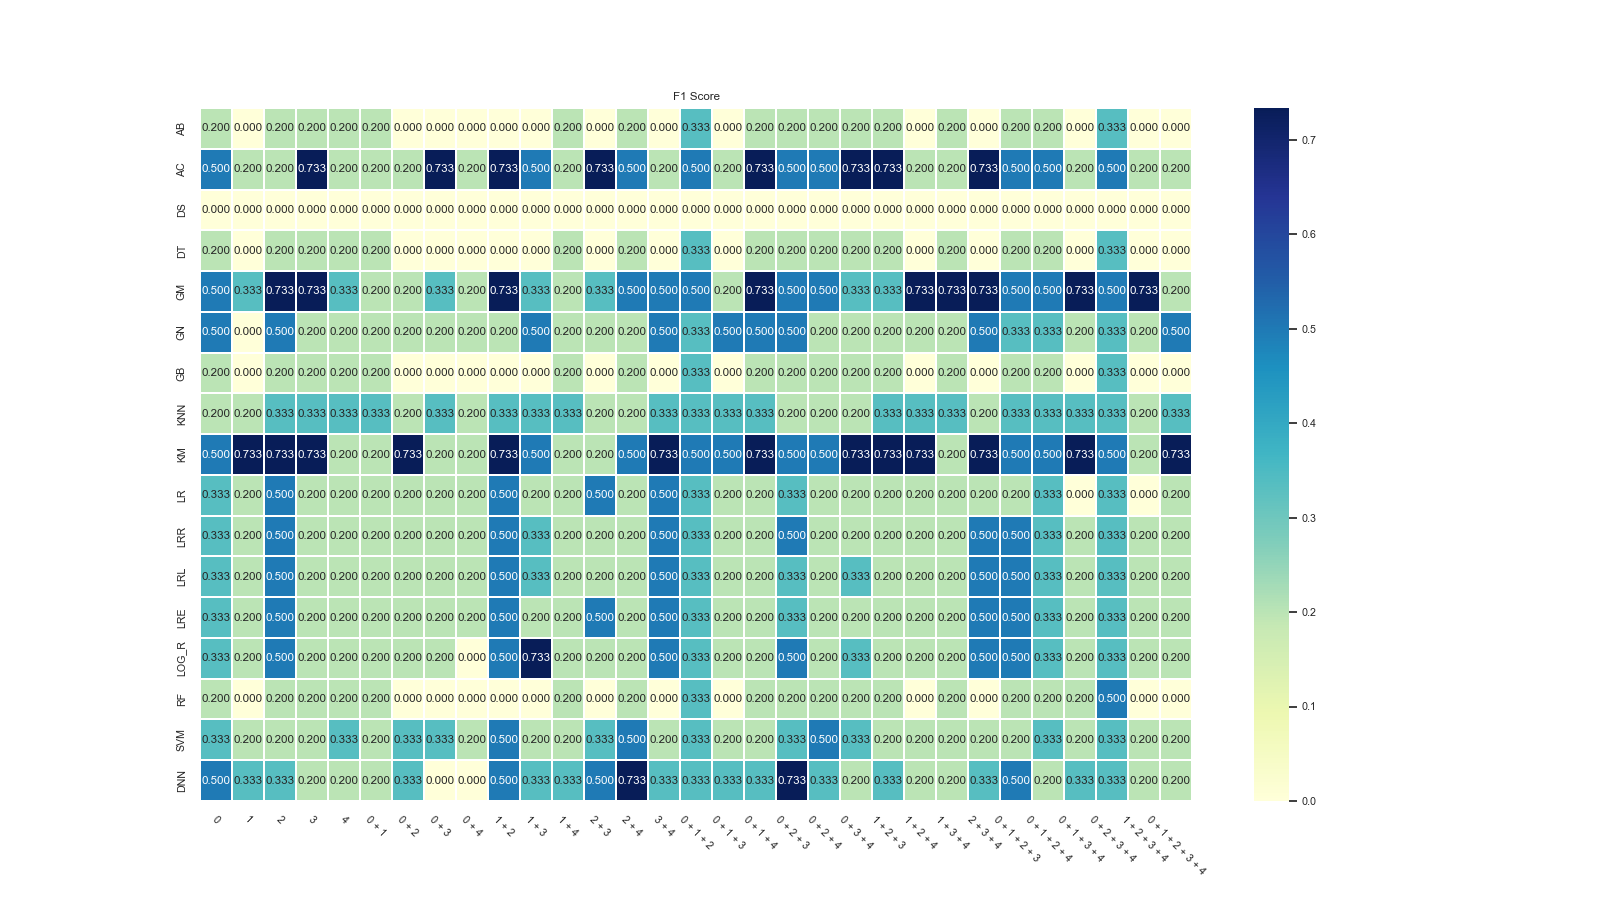 F1 Score
AB 0.200 0.000 0.200 0.200 0.200 0.200 0.000 0.000 0.000 0.000 0.000 0.200 0.000 0.200 0.000 0.333 0.000 0.200 0.200 0.200 0.200 0.200 0.000 0.200 0.000 0.200 0.200 0.000 0.333 0.000 0.000
AC 0.500 0.200 0.200 0.733 0.200 0.200 0.200 0.733 0.200 0.733 0.500 0.200 0.733 0.500 0.200 0.500 0.200 0.733 0.500 0.500 0.733 0.733 0.200 0.200 0.733 0.500 0.500 0.200 0.500 0.200 0.200
DS 0.000 0.000 0.000 0.000 0.000 0.000 0.000 0.000 0.000 0.000 0.000 0.000 0.000 0.000 0.000 0.000 0.000 0.000 0.000 0.000 0.000 0.000 0.000 0.000 0.000 0.000 0.000 0.000 0.000 0.000 0.000
DT 0.200 0.000 0.200 0.200 0.200 0.200 0.000 0.000 0.000 0.000 0.000 0.200 0.000 0.200 0.000 0.333 0.000 0.200 0.200 0.200 0.200 0.200 0.000 0.200 0.000 0.200 0.200 0.000 0.333 0.000 0.000
GM 0.500 0.333 0.733 0.733 0.333 0.200 0.200 0.333 0.200 0.733 0.333 0.200 0.333 0.500 0.500 0.500 0.200 0.733 0.500 0.500 0.333 0.333 0.733 0.733 0.733 0.500 0.500 0.733 0.500 0.733 0.200
GN 0.500 0.000 0.500 0.200 0.200 0.200 0.200 0.200 0.200 0.200 0.500 0.200 0.200 0.200 0.500 0.333 0.500 0.500 0.500 0.200 0.200 0.200 0.200 0.200 0.500 0.333 0.333 0.200 0.333 0.200 0.500
GB 0.200 0.000 0.200 0.200 0.200 0.200 0.000 0.000 0.000 0.000 0.000 0.200 0.000 0.200 0.000 0.333 0.000 0.200 0.200 0.200 0.200 0.200 0.000 0.200 0.000 0.200 0.200 0.000 0.333 0.000 0.000
KNN 0.200 0.200 0.333 0.333 0.333 0.333 0.200 0.333 0.200 0.333 0.333 0.333 0.200 0.200 0.333 0.333 0.333 0.333 0.200 0.200 0.200 0.333 0.333 0.333 0.200 0.333 0.333 0.333 0.333 0.200 0.333
KM 0.500 0.733 0.733 0.733 0.200 0.200 0.733 0.200 0.200 0.733 0.500 0.200 0.200 0.500 0.733 0.500 0.500 0.733 0.500 0.500 0.733 0.733 0.733 0.200 0.733 0.500 0.500 0.733 0.500 0.200 0.733
LR 0.333 0.200 0.500 0.200 0.200 0.200 0.200 0.200 0.200 0.500 0.200 0.200 0.500 0.200 0.500 0.333 0.200 0.200 0.333 0.200 0.200 0.200 0.200 0.200 0.200 0.200 0.333 0.000 0.333 0.000 0.200
LRR 0.333 0.200 0.500 0.200 0.200 0.200 0.200 0.200 0.200 0.500 0.333 0.200 0.200 0.200 0.500 0.333 0.200 0.200 0.500 0.200 0.200 0.200 0.200 0.200 0.500 0.500 0.333 0.200 0.333 0.200 0.200
LRL 0.333 0.200 0.500 0.200 0.200 0.200 0.200 0.200 0.200 0.500 0.333 0.200 0.200 0.200 0.500 0.333 0.200 0.200 0.333 0.200 0.333 0.200 0.200 0.200 0.500 0.500 0.333 0.200 0.333 0.200 0.200
LRE 0.333 0.200 0.500 0.200 0.200 0.200 0.200 0.200 0.200 0.500 0.200 0.200 0.500 0.200 0.500 0.333 0.200 0.200 0.333 0.200 0.200 0.200 0.200 0.200 0.500 0.500 0.333 0.200 0.333 0.200 0.200
LOG_R 0.333 0.200 0.500 0.200 0.200 0.200 0.200 0.200 0.000 0.500 0.733 0.200 0.200 0.200 0.500 0.333 0.200 0.200 0.500 0.200 0.333 0.200 0.200 0.200 0.500 0.500 0.333 0.200 0.333 0.200 0.200
RF 0.200 0.000 0.200 0.200 0.200 0.200 0.000 0.000 0.000 0.000 0.000 0.200 0.000 0.200 0.000 0.333 0.000 0.200 0.200 0.200 0.200 0.200 0.000 0.200 0.000 0.200 0.200 0.200 0.500 0.000 0.000
SVM 0.333 0.200 0.200 0.200 0.333 0.200 0.333 0.333 0.200 0.500 0.200 0.200 0.333 0.500 0.200 0.333 0.200 0.200 0.333 0.500 0.333 0.200 0.200 0.200 0.200 0.200 0.333 0.200 0.333 0.200 0.200
DNN 0.500 0.333 0.333 0.200 0.200 0.200 0.333 0.000 0.000 0.500 0.333 0.333 0.500 0.733 0.333 0.333 0.333 0.333 0.733 0.333 0.200 0.333 0.200 0.200 0.333 0.500 0.200 0.333 0.333 0.200 0.200
0
1
2
3
4
0 + 1
0 + 2
0 + 3
0 + 4
1 + 2
1 + 3
1 + 4
2 + 3
2 + 4
3 + 4
0 + 1 + 2
0 + 1 + 3
0 + 1 + 4
0 + 2 + 3
0 + 2 + 4
0 + 3 + 4
1 + 2 + 3
1 + 2 + 4
1 + 3 + 4
2 + 3 + 4
0 + 1 + 2 + 3
0 + 1 + 2 + 4
0 + 1 + 3 + 4
0 + 2 + 3 + 4
1 + 2 + 3 + 4
0 + 1 + 2 + 3 + 4
0.7
0.6
0.5
0.4
0.3
0.2
0.1
0.0